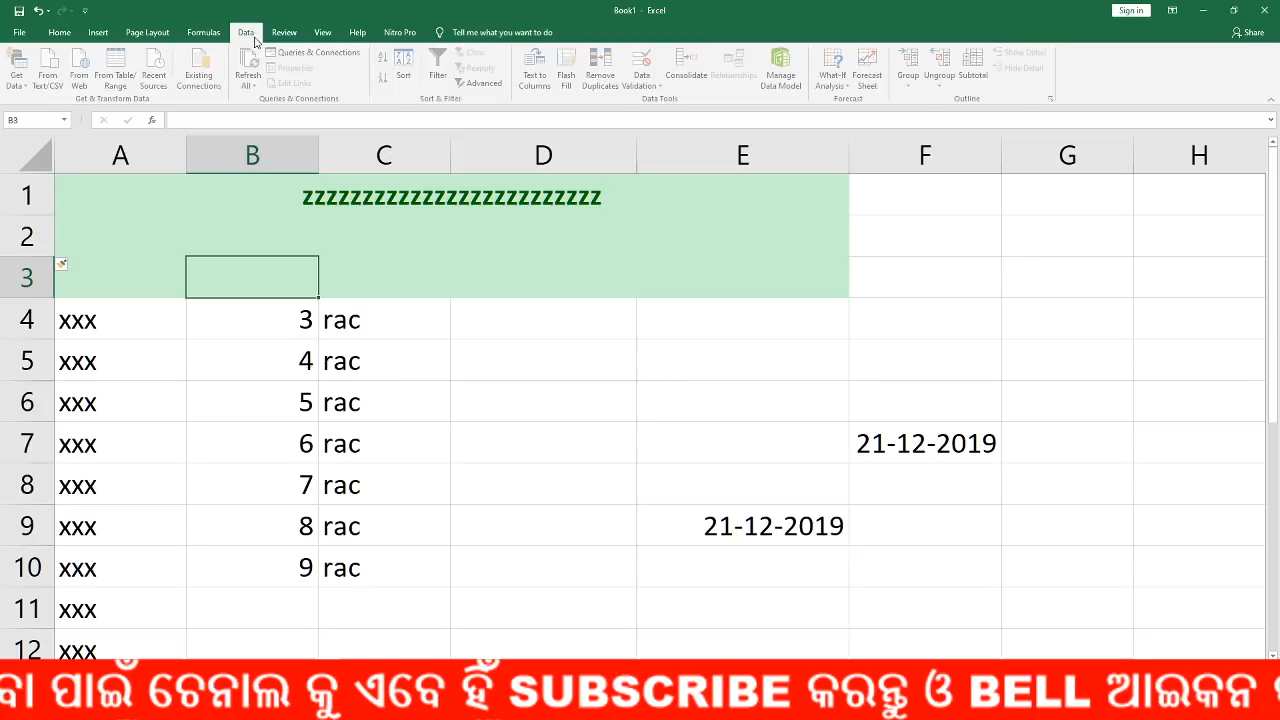 Book1 - Excel
Sign in
File Home Insert Page Layout Formulas Data Review View Help Nitro Pro Tell me what you want to do Share
Get Data From Text/CSV From Web From Table/Range Recent Sources Existing Connections
Get & Transform Data
Refresh All Queries & Connections Properties Edit Links
Queries & Connections
Sort Filter Clear Reapply Advanced
Sort & Filter
Text to Columns Flash Fill Remove Duplicates Data Validation Consolidate Relationships Manage Data Model
Data Tools
What-If Analysis Forecast Sheet
Forecast
Group Ungroup Subtotal Show Detail Hide Detail
Outline
B3 fx
A B C D E F G H
1 zzzzzzzzzzzzzzzzzzzzzzzzz
2
3
4 xxx 3 rac
5 xxx 4 rac
6 xxx 5 rac
7 xxx 6 rac 21-12-2019
8 xxx 7 rac
9 xxx 8 rac 21-12-2019
10 xxx 9 rac
11 xxx
12 xxx
ବା ପାଇଁ ଚେନାଲ କୁ ଏବେ ହିଁ SUBSCRIBE କରନ୍ତୁ ଓ BELL ଆଇକନ